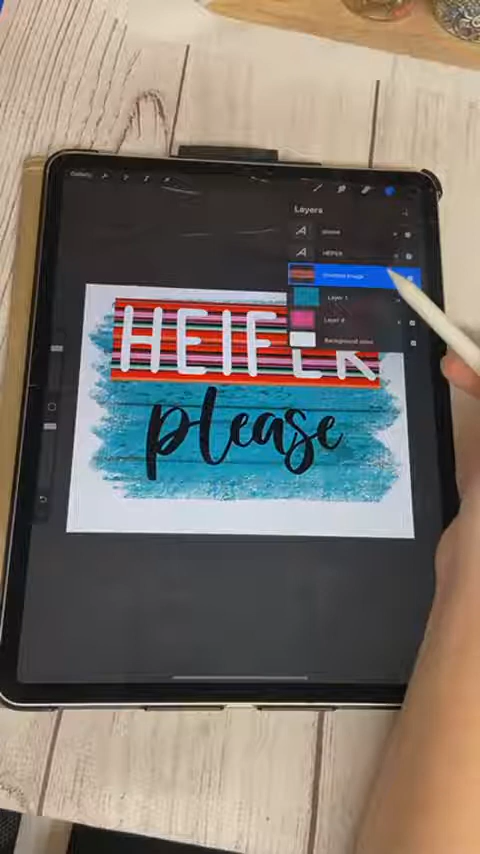 Gallery
Layers
please
HEIFER
Inserted Image
Layer 1
Layer 4
Background color
HEIFER
please